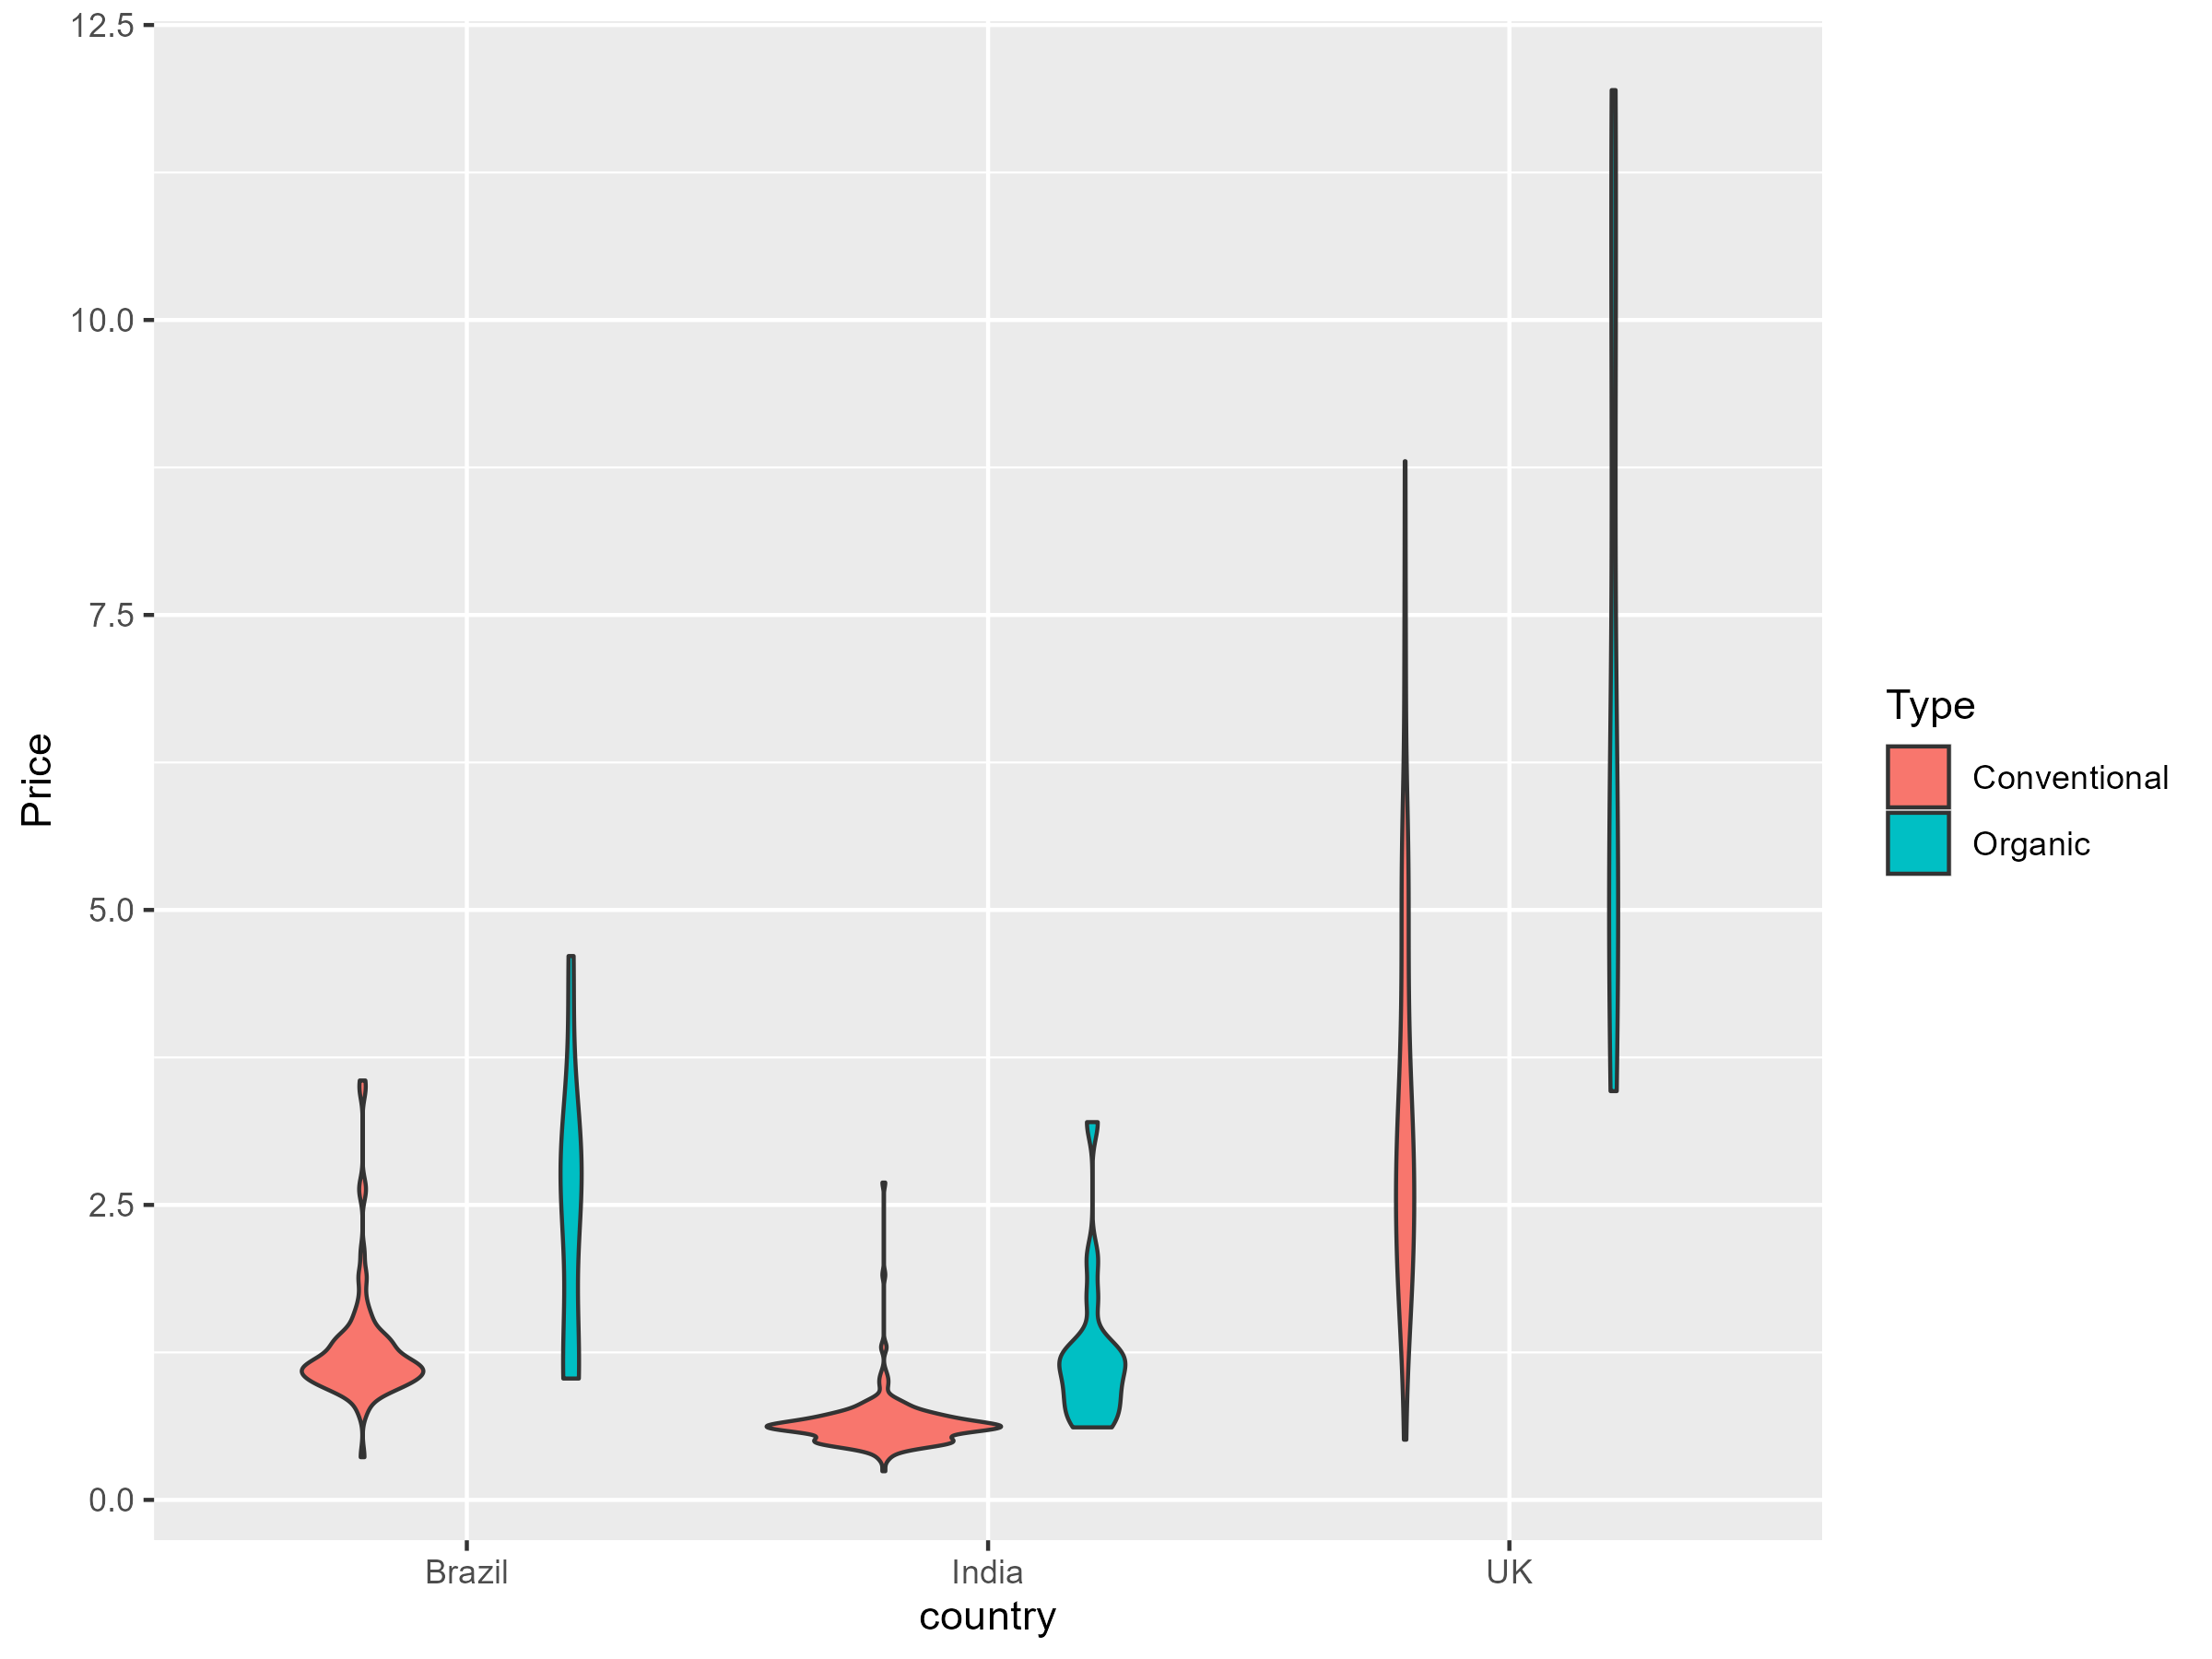 12.5
10.0
7.5
5.0
2.5
0.0
Price
Brazil
India
UK
country
Type
Conventional
Organic